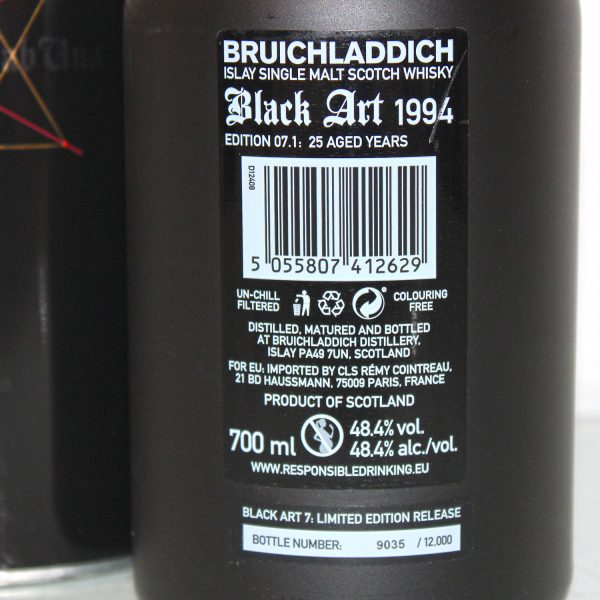 BRUICHLADDICH
ISLAY SINGLE MALT SCOTCH WHISKY
Black Art 1994
EDITION 07.1: 25 AGED YEARS
D12408
5 055807 412629
UN-CHILL
FILTERED
COLOURING
FREE
DISTILLED, MATURED AND BOTTLED
AT BRUICHLADDICH DISTILLERY,
ISLAY PA49 7UN, SCOTLAND
FOR EU: IMPORTED BY CLS RÉMY COINTREAU,
21 BD HAUSSMANN, 75009 PARIS, FRANCE
PRODUCT OF SCOTLAND
700 ml
48.4% vol.
48.4% alc./vol.
WWW.RESPONSIBLEDRINKING.EU
BLACK ART 7: LIMITED EDITION RELEASE
BOTTLE NUMBER: 9035 /12,000